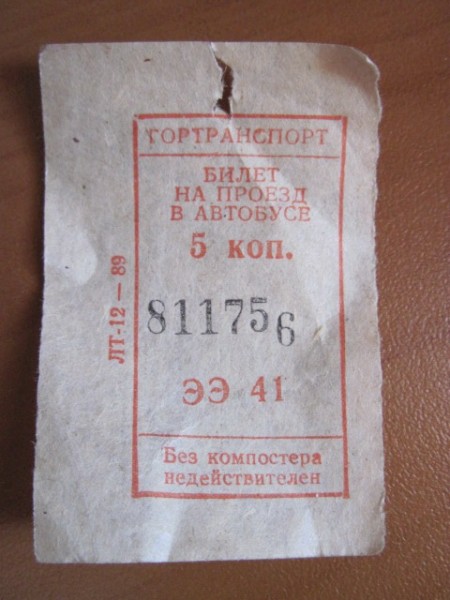 ГОРТРАНСПОРТ
БИЛЕТ
НА ПРОЕЗД
В АВТОБУСЕ
5 КОП.
811756
ЭЭ 41
Без компостера
недействителен
ЛТ-12 — 89